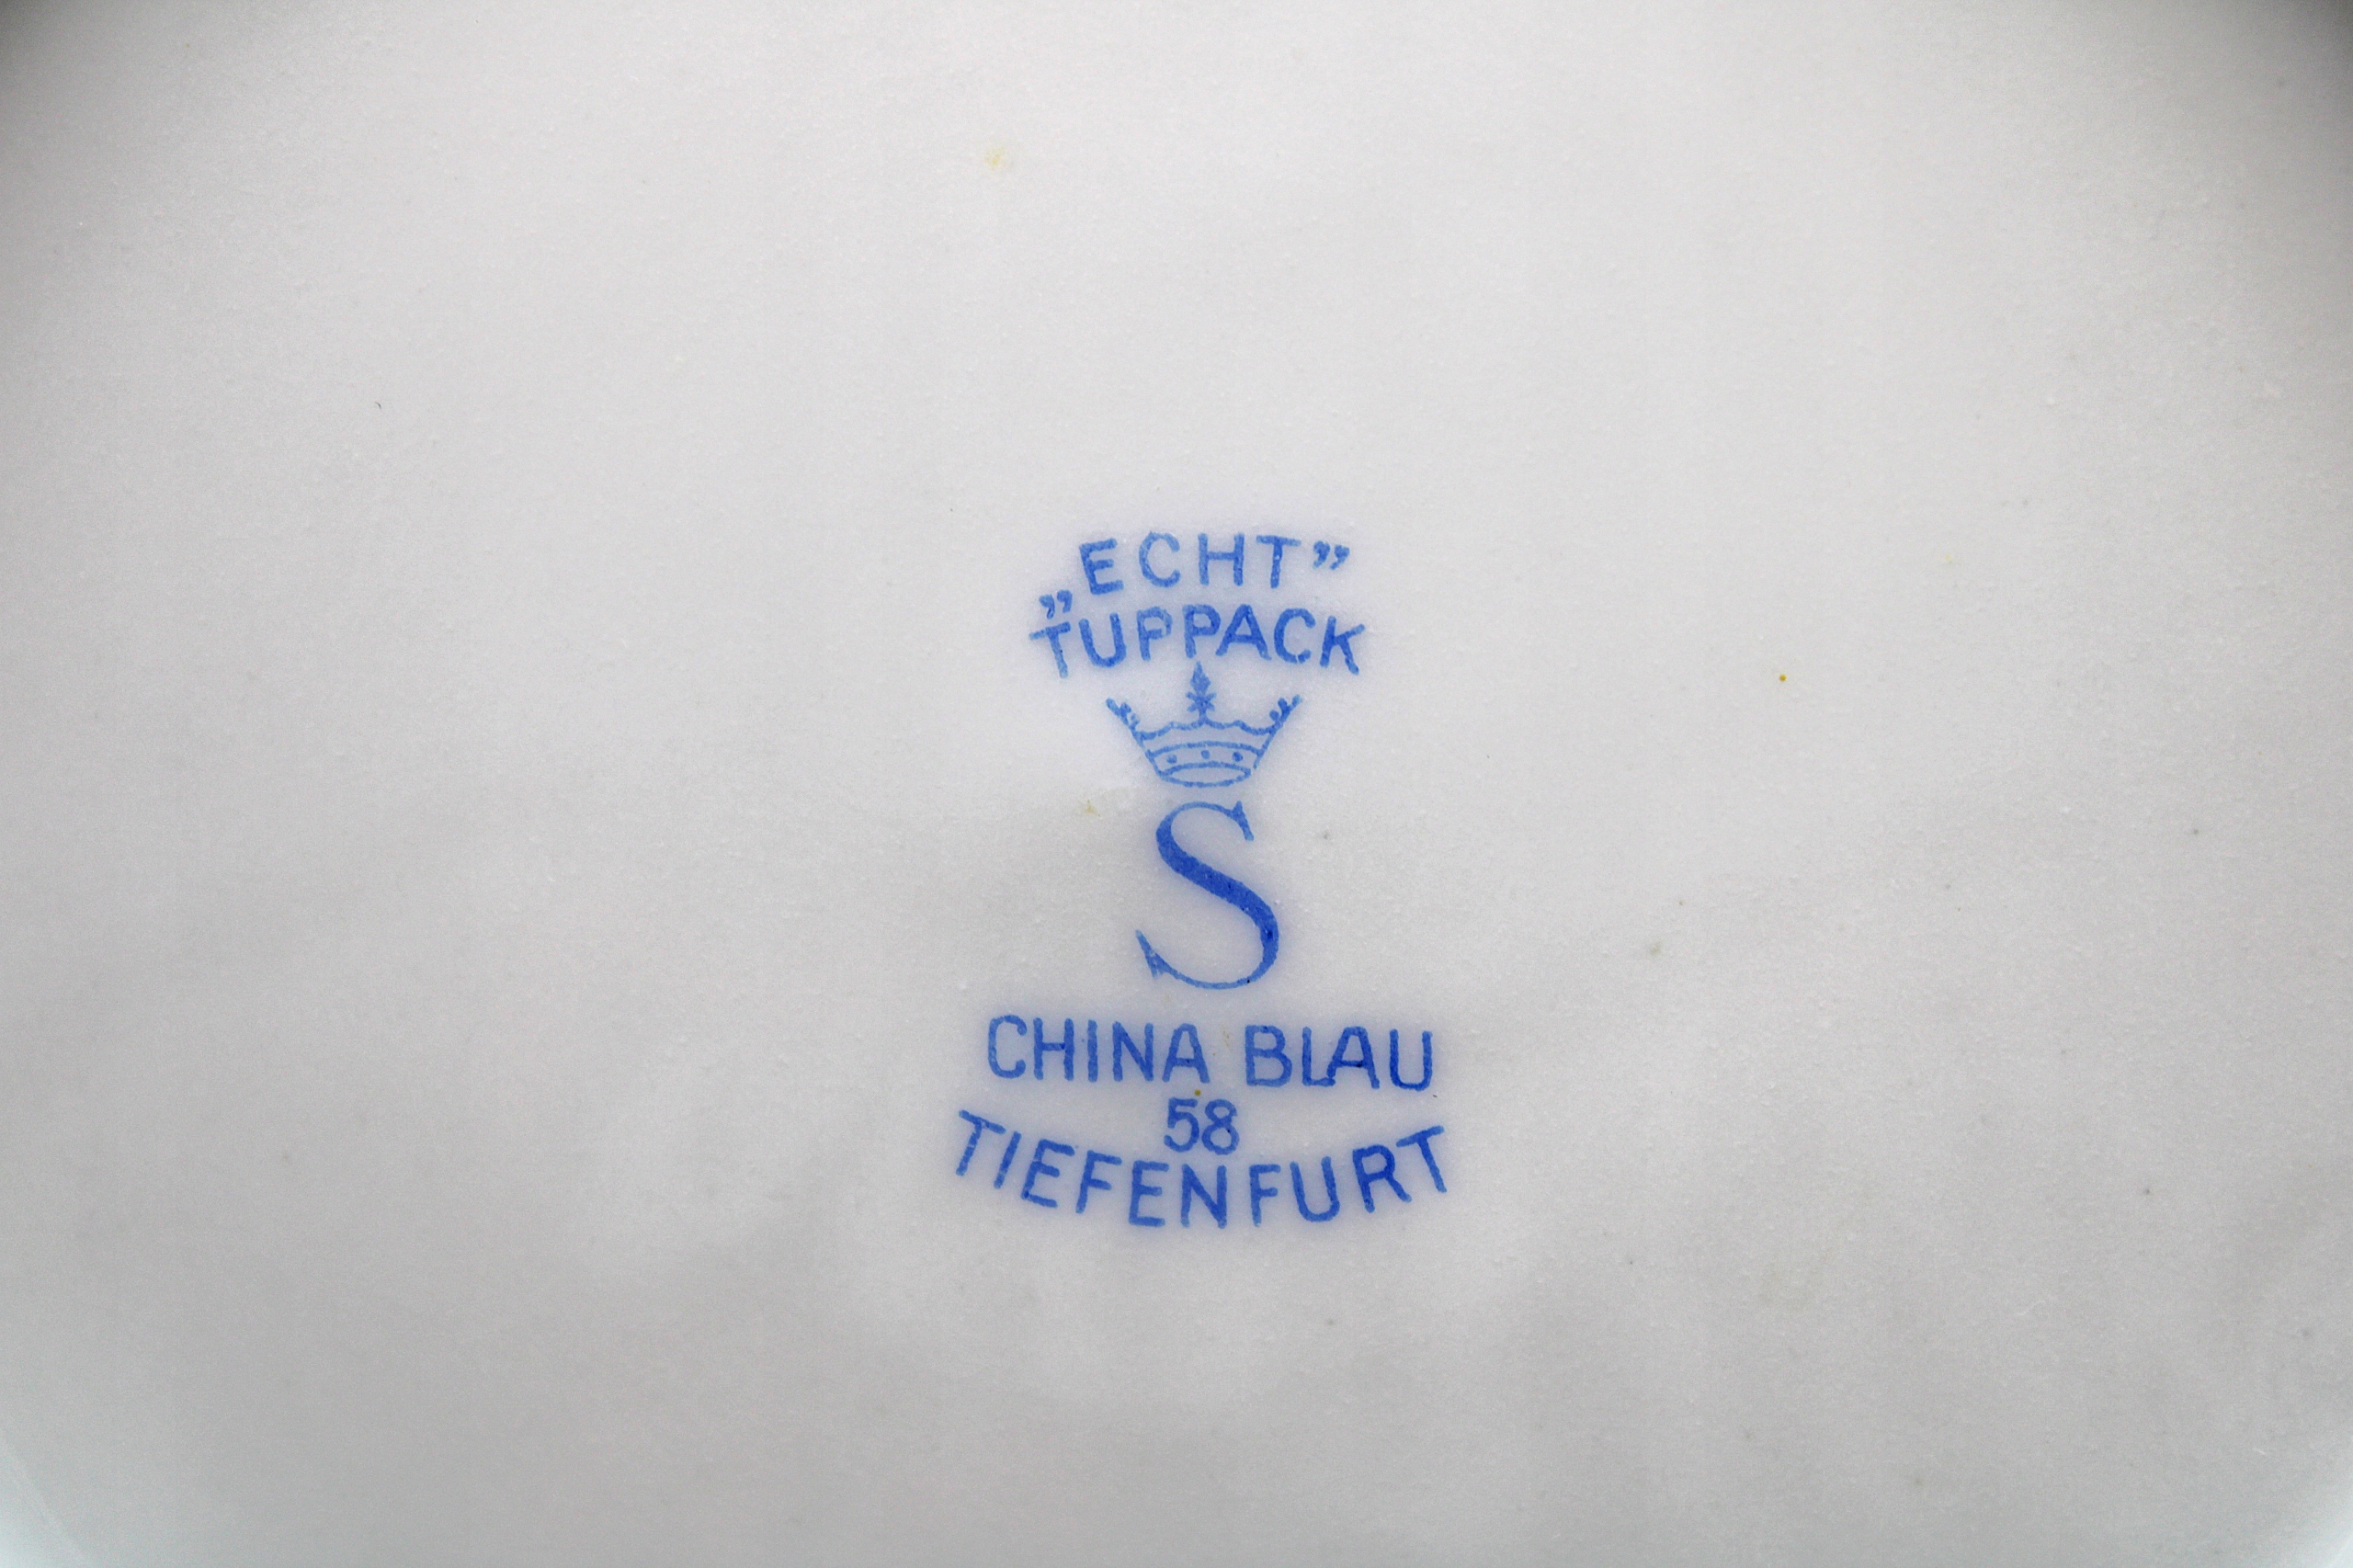 „ECHT”
„TUPPACK
S
CHINA BLAU
58
TIEFENFURT